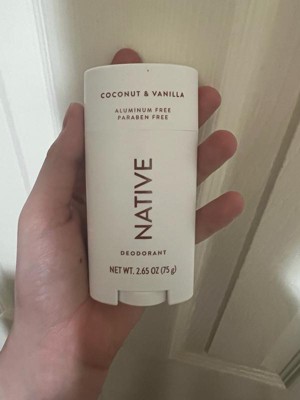 COCONUT & VANILLA
ALUMINUM FREE
PARABEN FREE
NATIVE
DEODORANT
NET WT. 2.65 OZ (75 g)